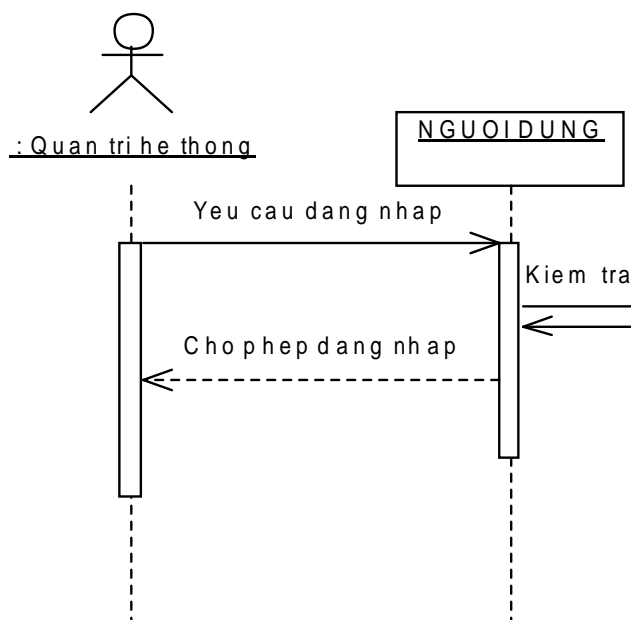 : Quan tri he thong
NGUOIDUNG
Yeu cau dang nhap
Kiem tra
Cho phep dang nhap